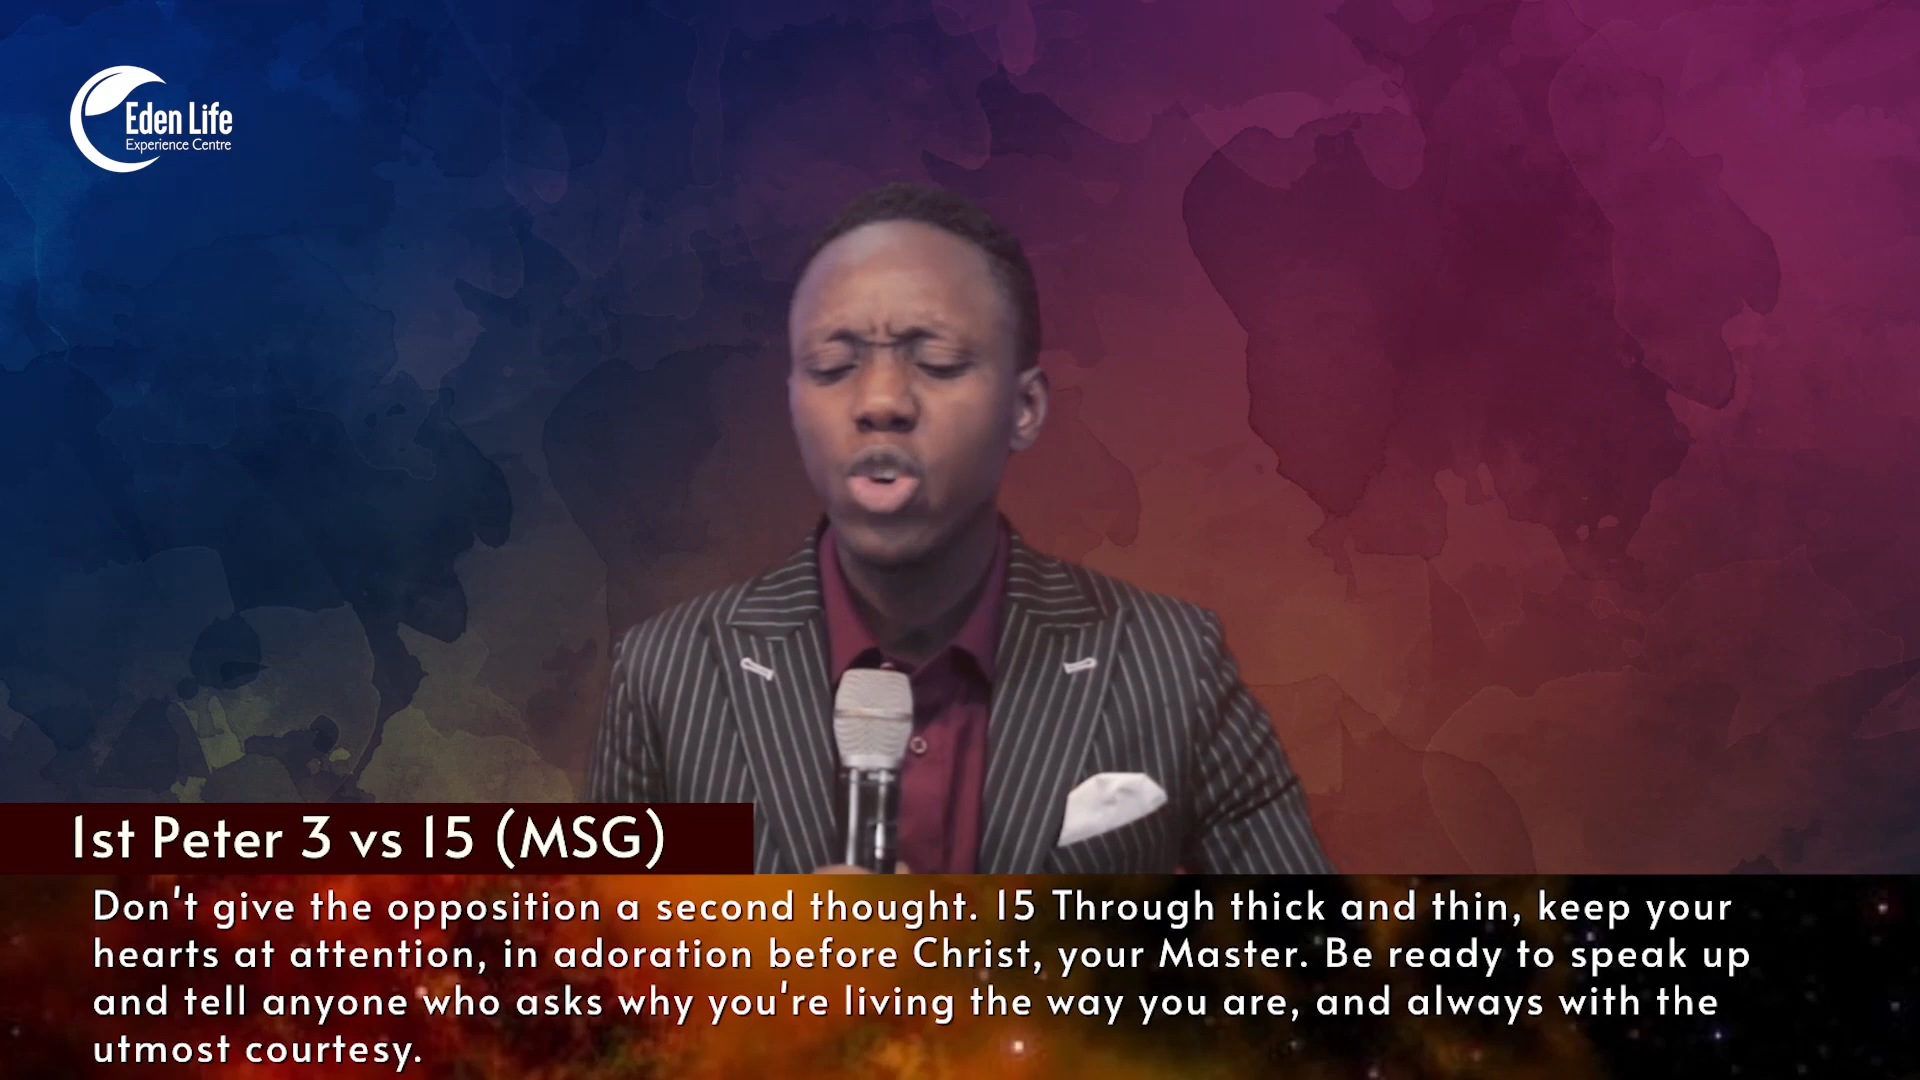 Eden Life
Experience Centre
1st Peter 3 vs 15 (MSG)
Don't give the opposition a second thought. 15 Through thick and thin, keep your
hearts at attention, in adoration before Christ, your Master. Be ready to speak up
and tell anyone who asks why you're living the way you are, and always with the
utmost courtesy.